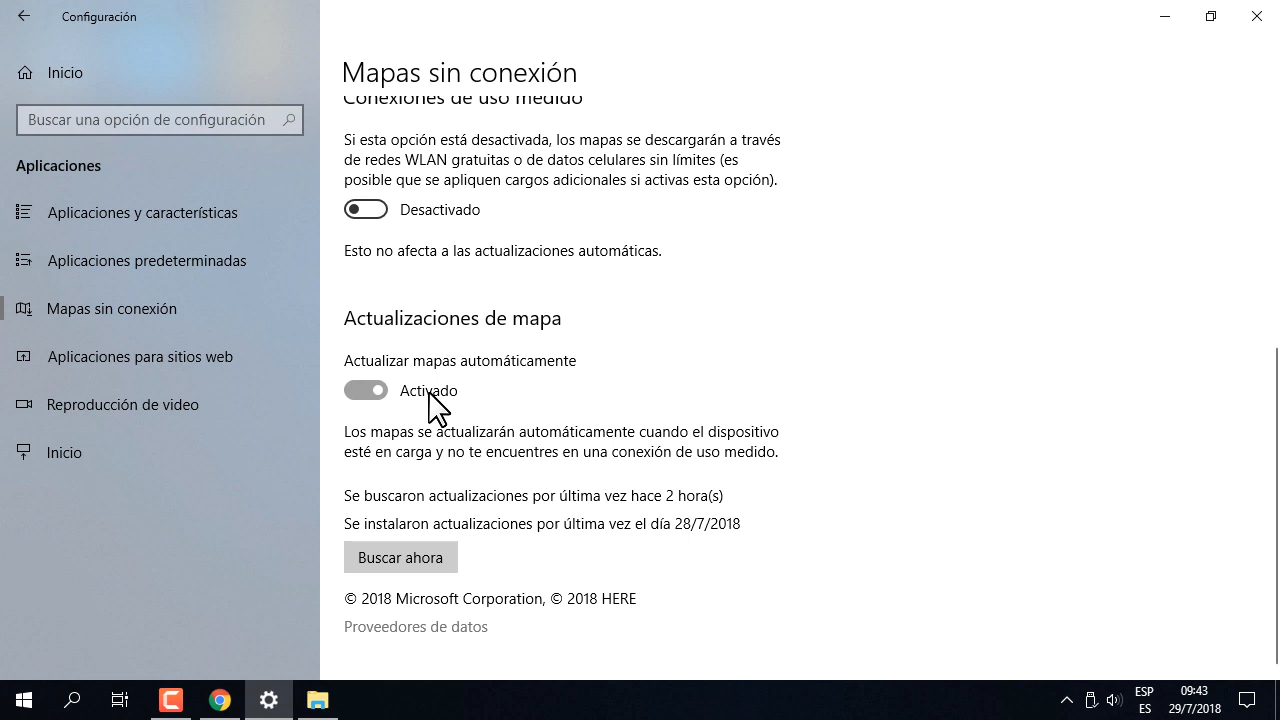 Configuración
Inicio
Buscar una opción de configuración
Aplicaciones
Aplicaciones y características
Aplicaciones predeterminadas
Mapas sin conexión
Aplicaciones para sitios web
Reproducción de video
Inicio
Mapas sin conexión
Conexiones de uso medido
Si esta opción está desactivada, los mapas se descargarán a través
de redes WLAN gratuitas o de datos celulares sin límites (es
posible que se apliquen cargos adicionales si activas esta opción).
Desactivado
Esto no afecta a las actualizaciones automáticas.
Actualizaciones de mapa
Actualizar mapas automáticamente
Activado
Los mapas se actualizarán automáticamente cuando el dispositivo
esté en carga y no te encuentres en una conexión de uso medido.
Se buscaron actualizaciones por última vez hace 2 hora(s)
Se instalaron actualizaciones por última vez el día 28/7/2018
Buscar ahora
© 2018 Microsoft Corporation, © 2018 HERE
Proveedores de datos
ESP
ES
09:43
29/7/2018